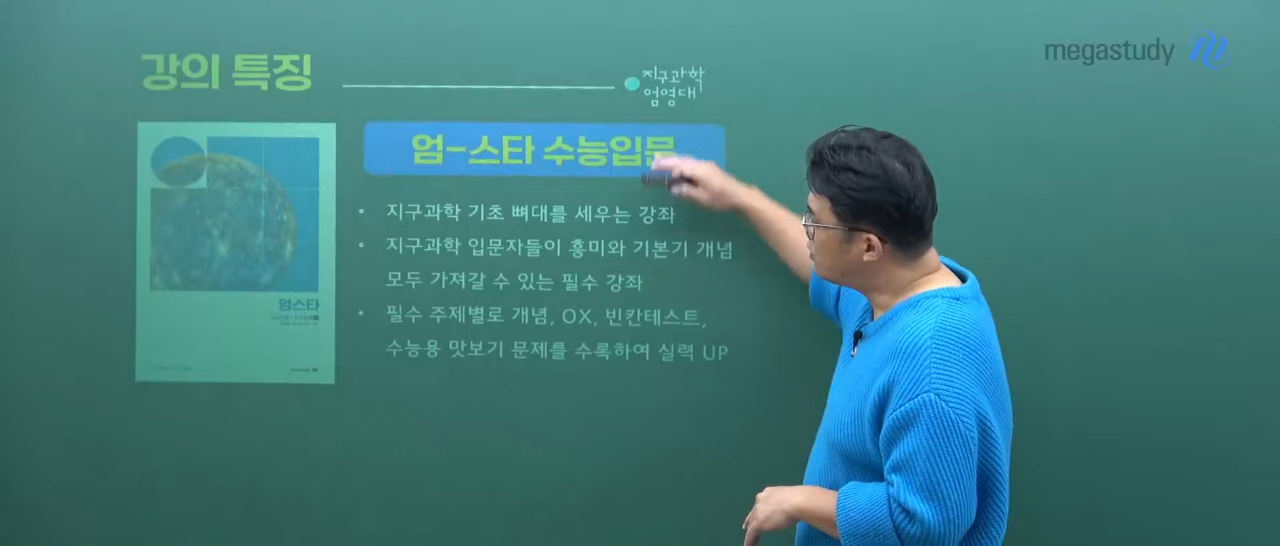 강의 특징
지구과학
엄영대
megastudy
엄-스타 수능입문
• 지구과학 기초 뼈대를 세우는 강좌
• 지구과학 입문자들이 흥미와 기본기 개념
모두 가져갈 수 있는 필수 강좌
• 필수 주제별로 개념, OX, 빈칸테스트,
수능용 맛보기 문제를 수록하여 실력 UP
엄스타